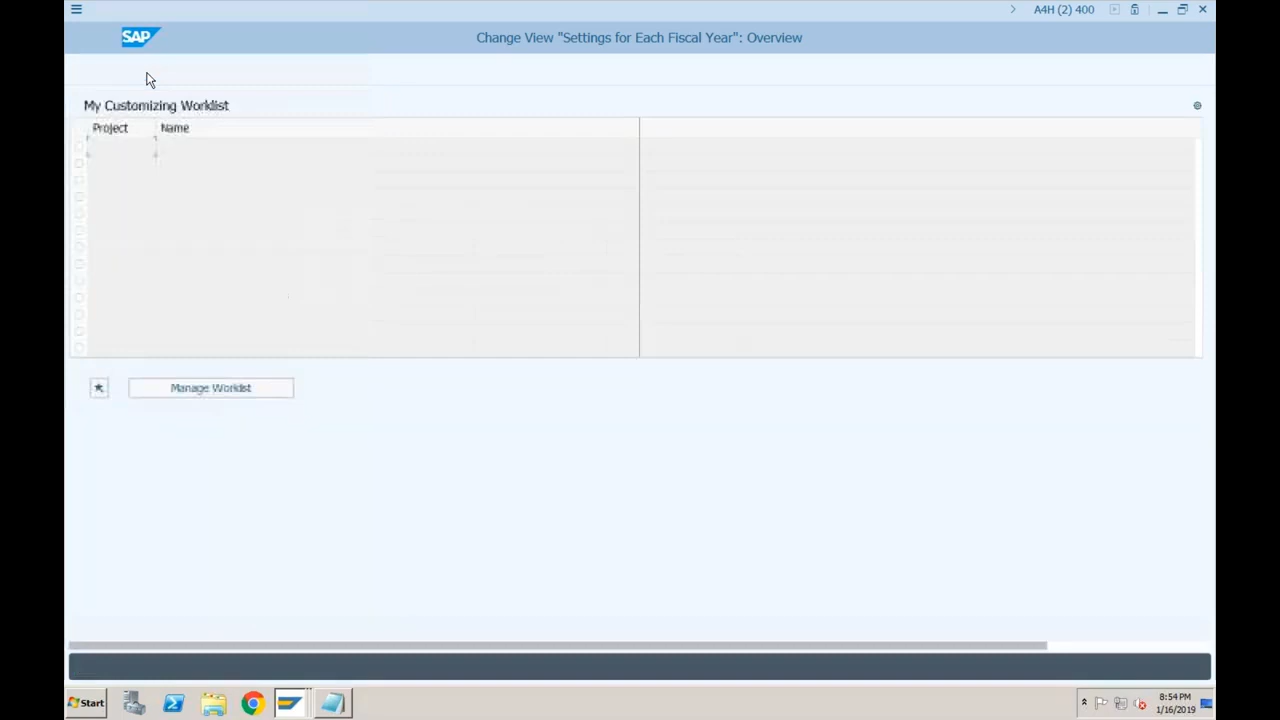 A4H (2) 400
SAP
Change View "Settings for Each Fiscal Year": Overview
My Customizing Worklist
Project Name
Manage Worklist
Start
8:54 PM
1/16/2019